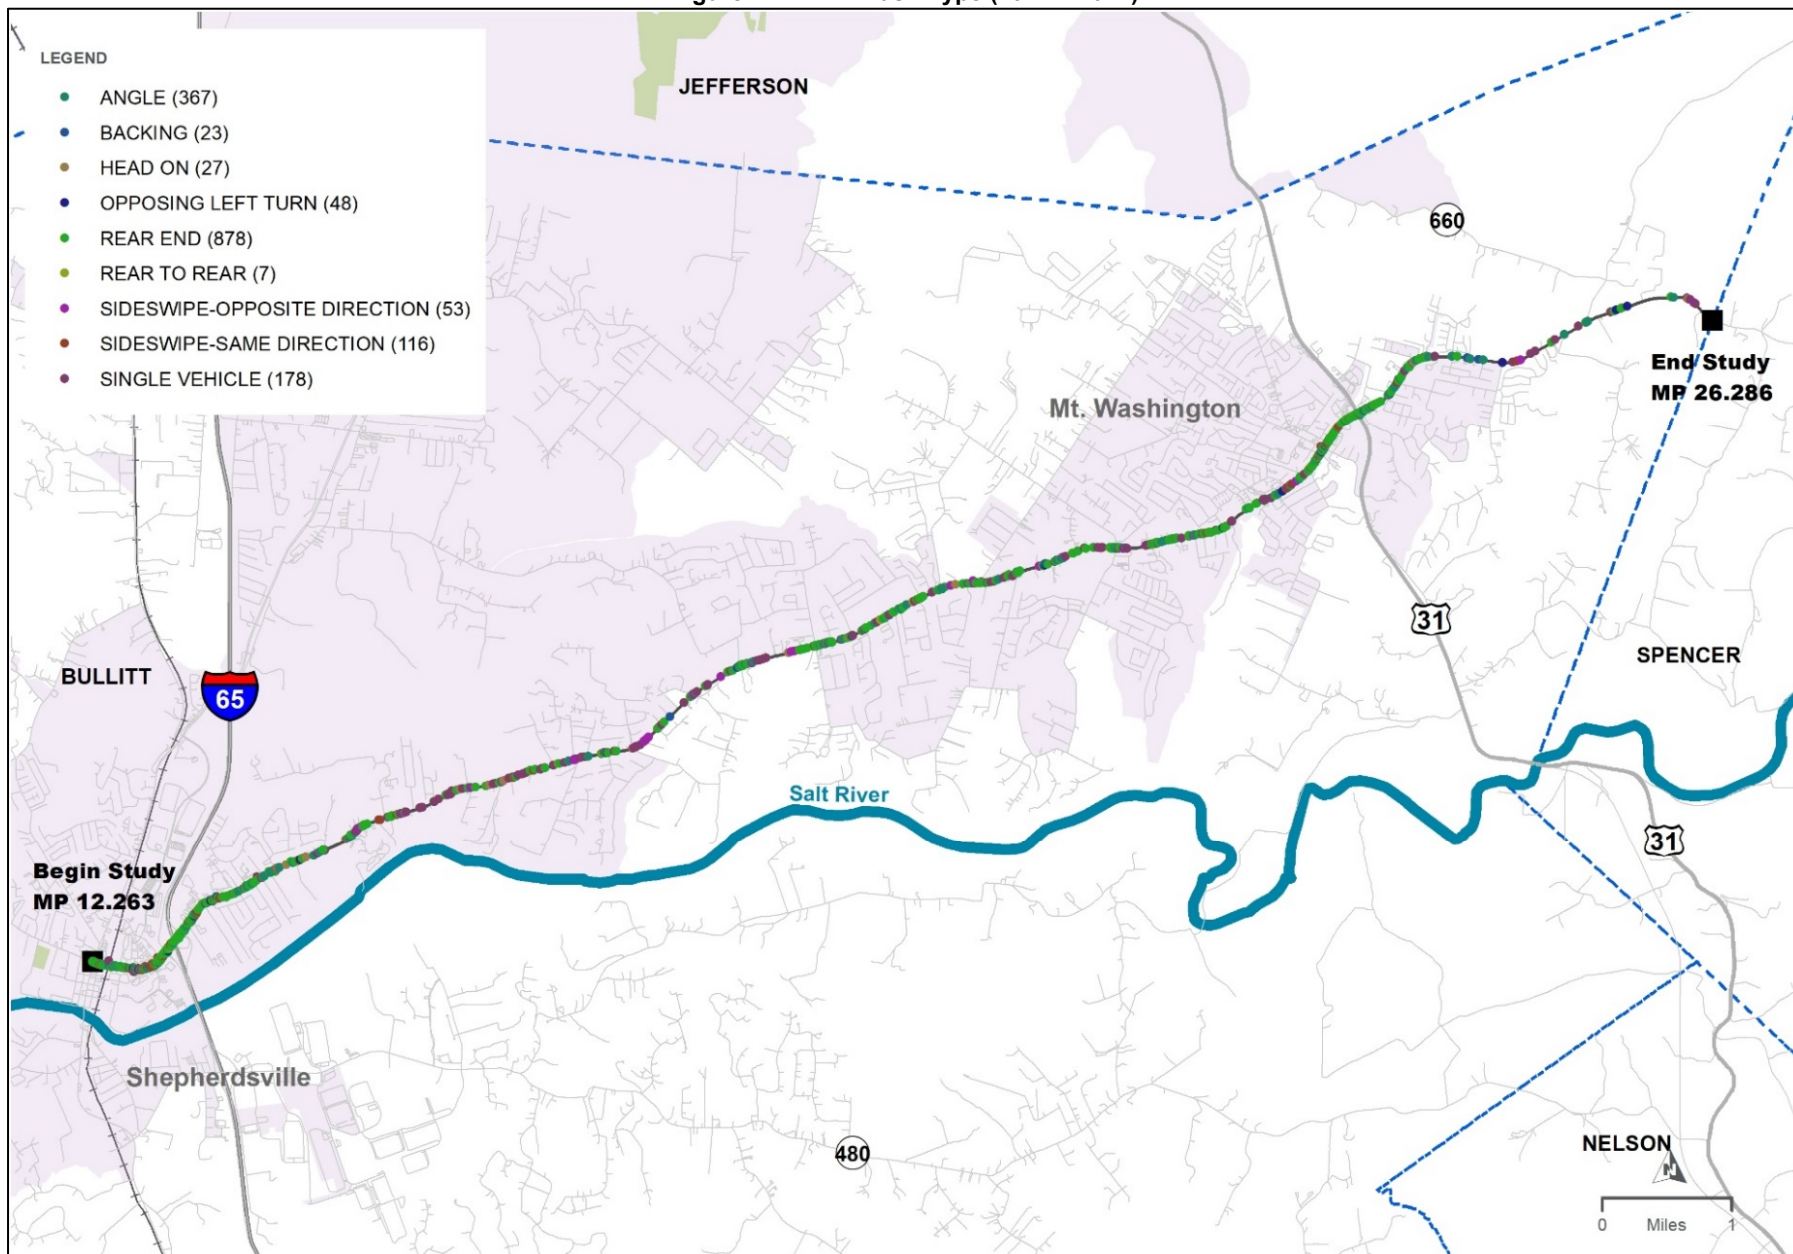 LEGEND
ANGLE (367)
BACKING (23)
HEAD ON (27)
OPPOSING LEFT TURN (48)
REAR END (878)
REAR TO REAR (7)
SIDESWIPE-OPPOSITE DIRECTION (53)
SIDESWIPE-SAME DIRECTION (116)
SINGLE VEHICLE (178)
JEFFERSON
660
End Study
MP 26.286
Mt. Washington
31
SPENCER
BULLITT
65
Salt River
31
Begin Study
MP 12.263
Shepherdsville
480
NELSON
N
0 Miles 1